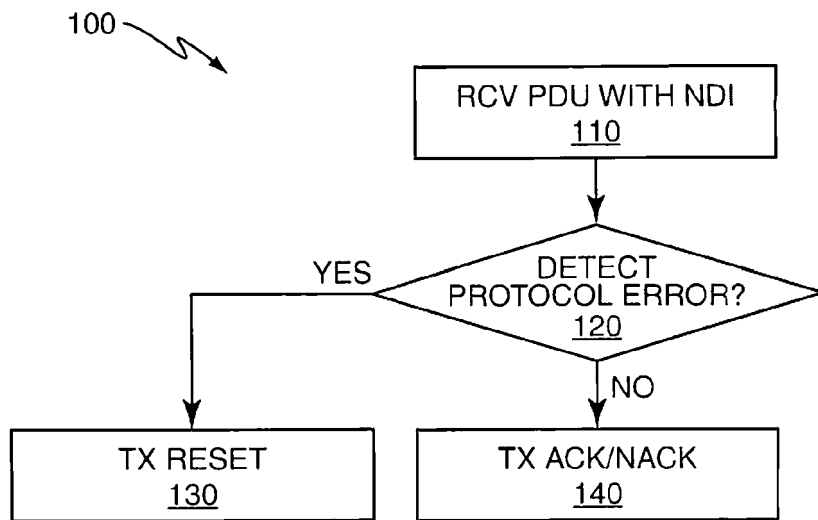 100
RCV PDU WITH NDI
110
DETECT
PROTOCOL ERROR?
120
YES
NO
TX RESET
130
TX ACK/NACK
140